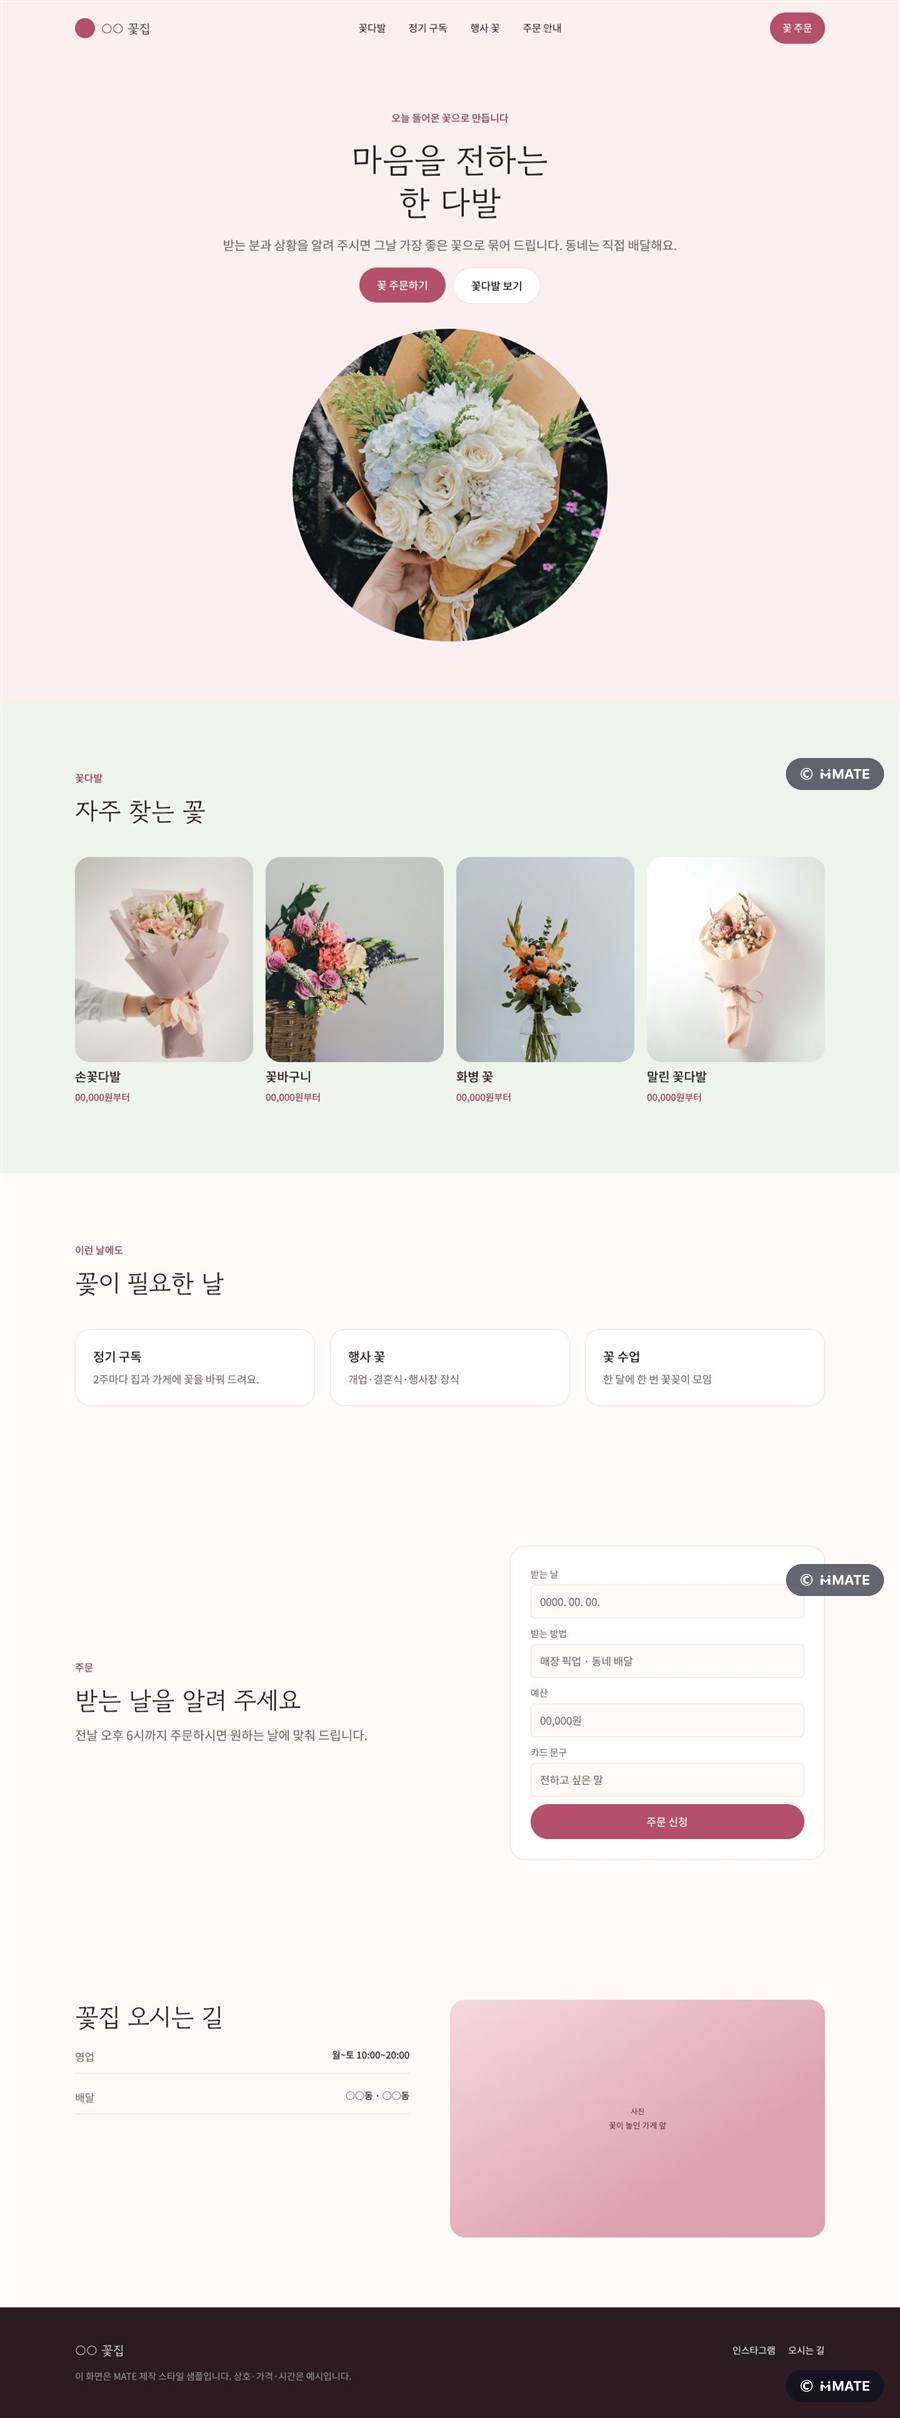 ○○ 꽃집
꽃다발 정기 구독 행사 꽃 주문 안내
꽃 주문
오늘 들어온 꽃으로 만듭니다
마음을 전하는
한 다발
받는 분과 상황을 알려 주시면 그날 가장 좋은 꽃으로 묶어 드립니다. 동네는 직접 배달해요.
꽃 주문하기 꽃다발 보기
© MATE
꽃다발
자주 찾는 꽃
손꽃다발
00,000원부터
꽃바구니
00,000원부터
화병 꽃
00,000원부터
말린 꽃다발
00,000원부터
이런 날에도
꽃이 필요한 날
정기 구독
2주마다 집과 가게에 꽃을 바꿔 드려요.
행사 꽃
개업·결혼식·행사장 장식
꽃 수업
한 달에 한 번 꽃꽂이 모임
주문
받는 날을 알려 주세요
전날 오후 6시까지 주문하시면 원하는 날에 맞춰 드립니다.
© MATE
받는 날
0000. 00. 00.
받는 방법
매장 픽업 · 동네 배달
예산
00,000원
카드 문구
전하고 싶은 말
주문 신청
꽃집 오시는 길
영업 월~토 10:00~20:00
배달 ○○동 · ○○동
사진
꽃이 놓인 가게 앞
○○ 꽃집
이 화면은 MATE 제작 스타일 샘플입니다. 상호·가격·시간은 예시입니다.
인스타그램 오시는 길
© MATE